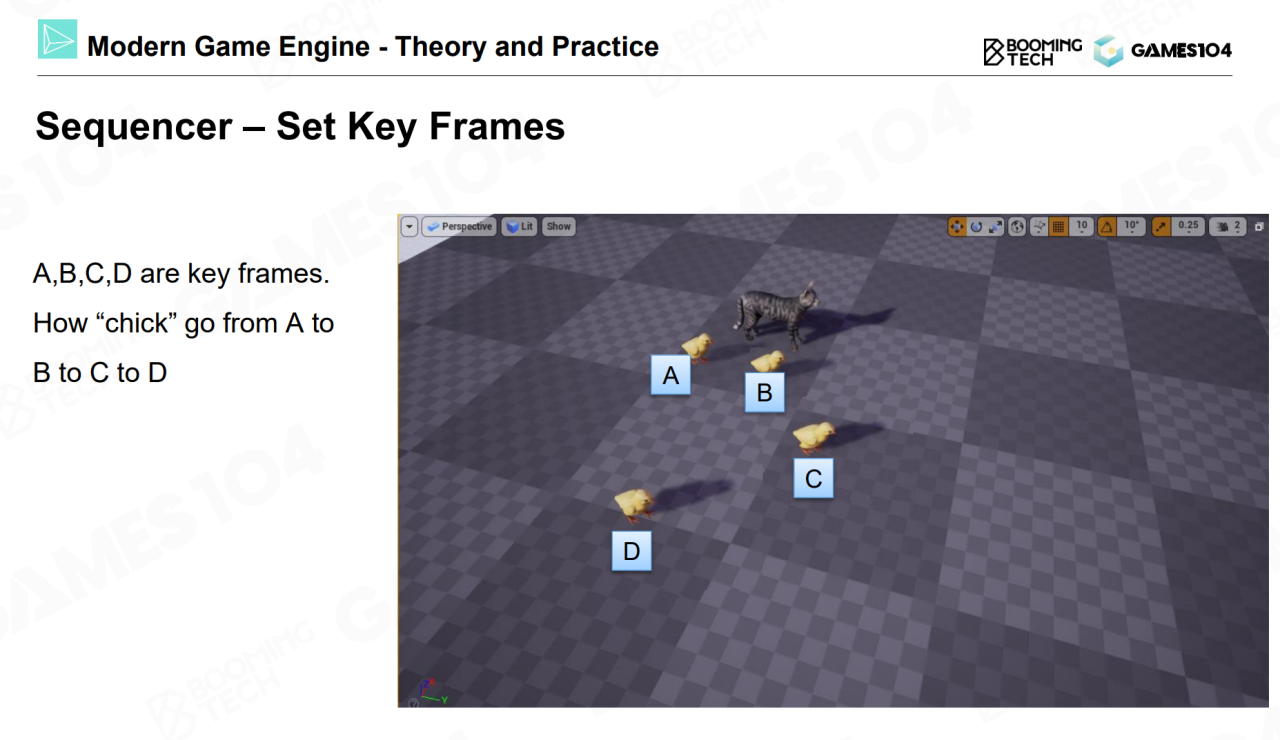 Modern Game Engine - Theory and Practice
BOOMING
TECH
GAMES104
Sequencer – Set Key Frames
A,B,C,D are key frames.
How “chick” go from A to
B to C to D
Perspective
Lit
Show
10
10°
0.25
2
A
B
C
D
Z
Y